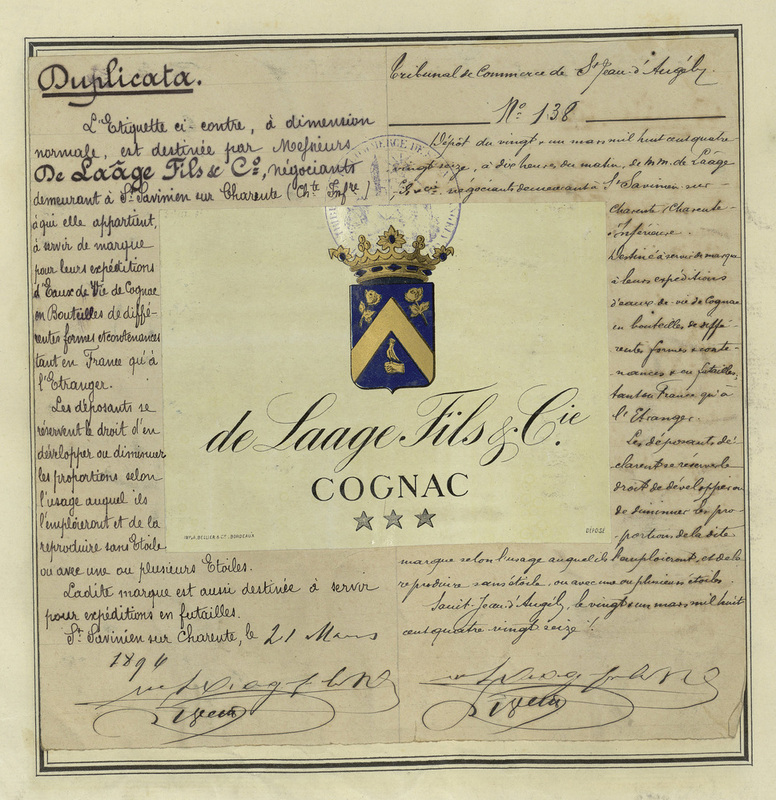 Duplicata.
L'Etiquette ci-contre, à dimension
normale, est destinée par Messieurs
De Laâge Fils & Co, négociants
demeurant à St Savinien sur Charente (Chte Infre)
à qui elle appartient,
à servir de marque
pour leurs expéditions
d'Eaux de Vie de Cognac
en Bouteilles de diffé-
rentes formes et contenances
tant en France qu'à
l'Etranger.
Les déposants se
réservent le droit d'en
développer ou diminuer
les proportions selon
l'usage auquel ils
l'emploieront et de la
reproduire sans Etoile
ou avec une ou plusieurs Etoiles.
Ladite marque est aussi destinée à servir
pour expéditions en futailles.
St Savinien sur Charente, le 21 Mars
1896
Tribunal de Commerce de St Jean d'Angély
No 138
Dépôt du vingt & un mars mil huit cent quatre
vingt seize, à dix heures du matin, de mm. de Laâge
fils & Cie négociants demeurant à St Savinien-sur-
Charente (Charente-
Inférieure.
Destiné à servir de marque
à leurs expéditions
d'eaux-de-vie de Cognac
en bouteilles de diffé-
rentes formes & conte-
nances & en futailles,
tant en France qu'à
l'Etranger.
Les déposants dé-
clarent se réserver le
droit de développer ou
de diminuer les pro-
portions de la dite
marque selon l'usage auquel ils l'emploieront, et de la
reproduire sans étoile, ou avec une ou plusieurs étoiles.
Saint-Jean-d'Angély, le vingt & un mars mil huit
cent quatre vingt seize.
de Laage Fils & Cie.
COGNAC
DÉPOSÉ